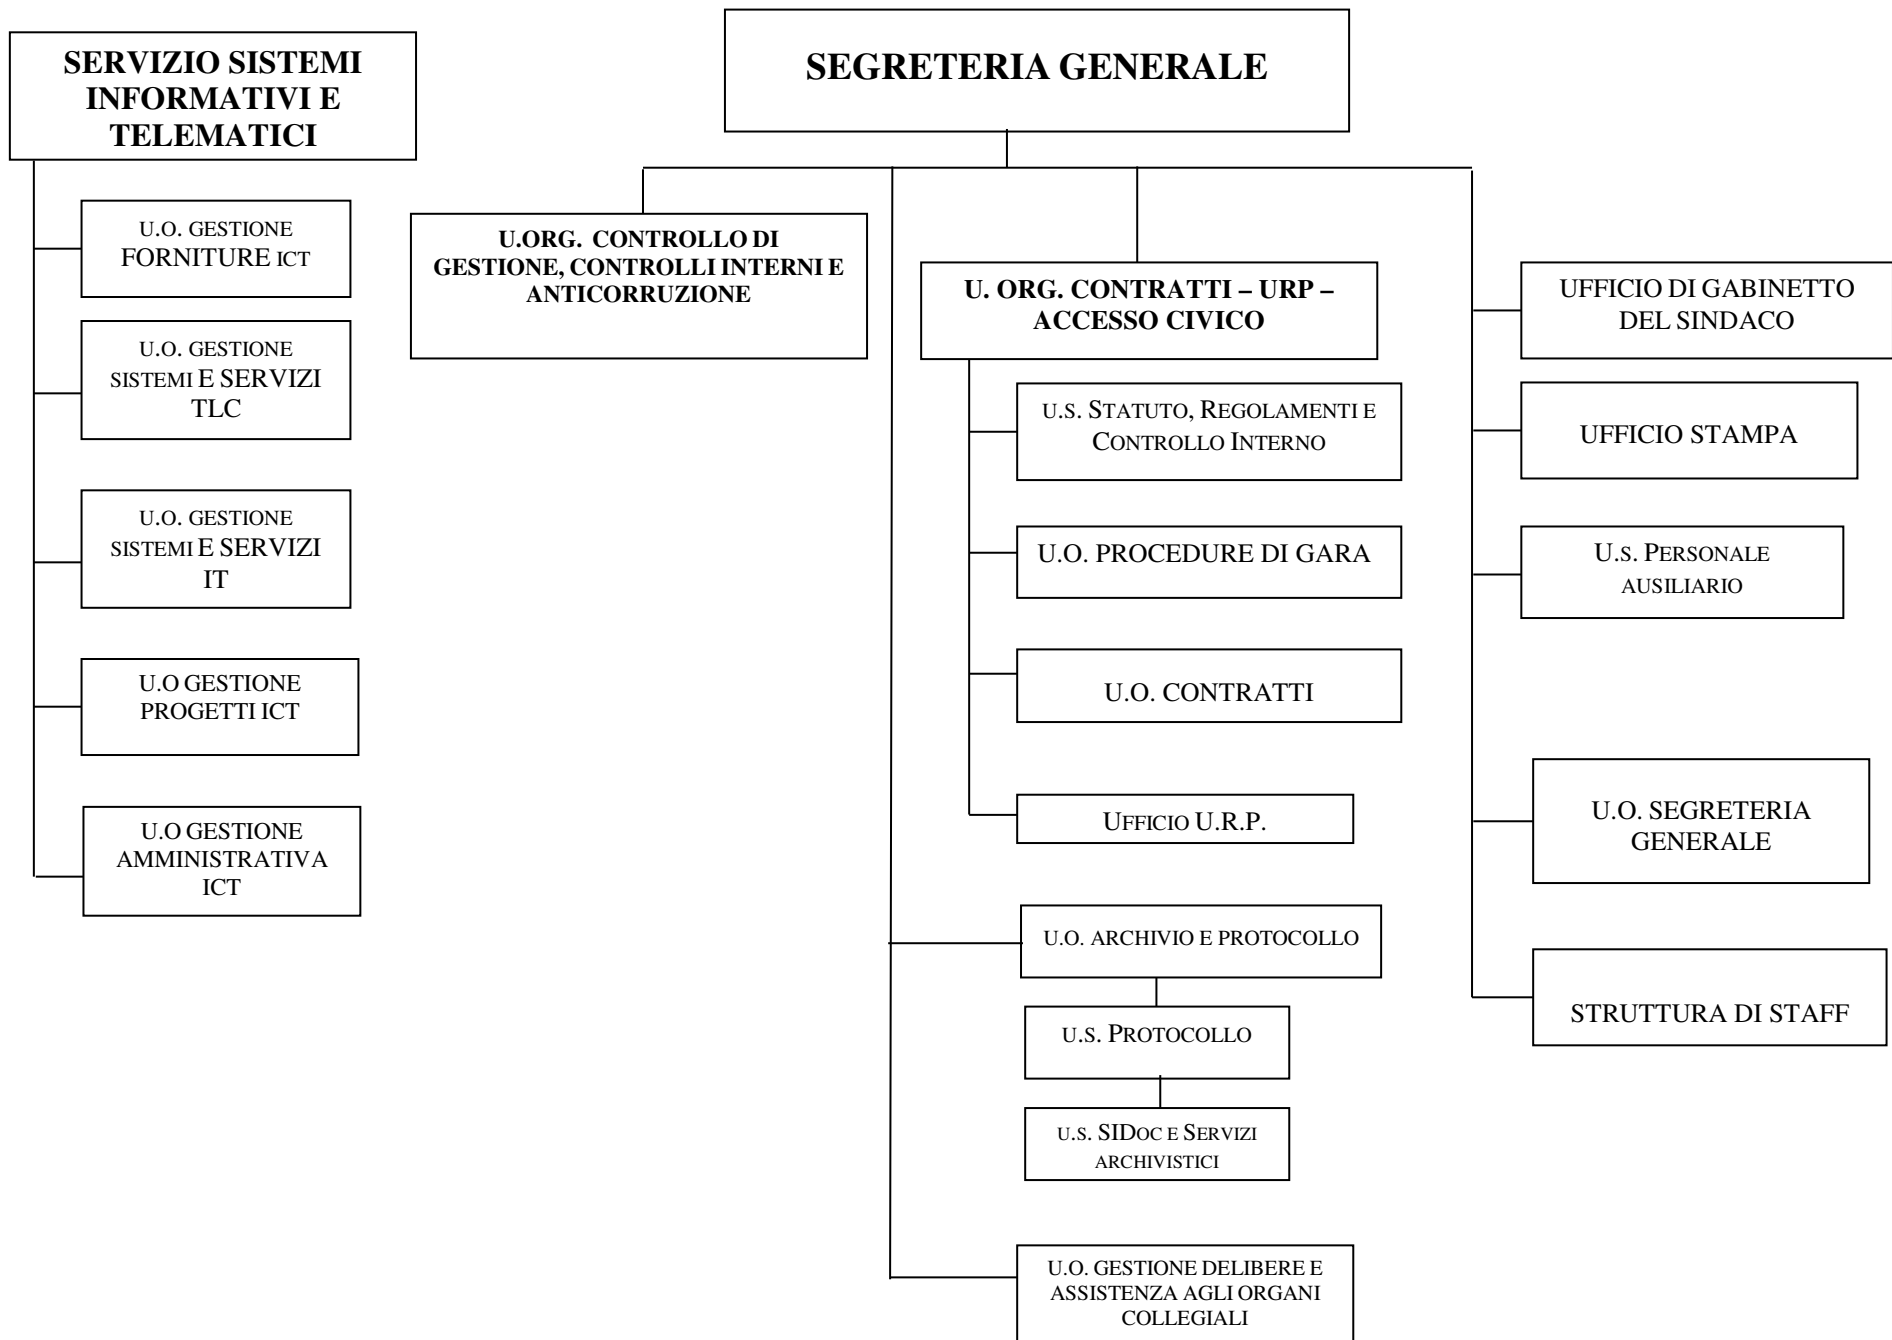 SERVIZIO SISTEMI
INFORMATIVI E
TELEMATICI
U.O. GESTIONE
FORNITURE ICT
U.O. GESTIONE
SISTEMI E SERVIZI
TLC
U.O. GESTIONE
SISTEMI E SERVIZI
IT
U.O GESTIONE
PROGETTI ICT
U.O GESTIONE
AMMINISTRATIVA
ICT
SEGRETERIA GENERALE
U.ORG. CONTROLLO DI
GESTIONE, CONTROLLI INTERNI E
ANTICORRUZIONE
U. ORG. CONTRATTI – URP –
ACCESSO CIVICO
U.S. STATUTO, REGOLAMENTI E
CONTROLLO INTERNO
U.O. PROCEDURE DI GARA
U.O. CONTRATTI
UFFICIO U.R.P.
U.O. ARCHIVIO E PROTOCOLLO
U.S. PROTOCOLLO
U.S. SIDOC E SERVIZI
ARCHIVISTICI
U.O. GESTIONE DELIBERE E
ASSISTENZA AGLI ORGANI
COLLEGIALI
UFFICIO DI GABINETTO
DEL SINDACO
UFFICIO STAMPA
U.S. PERSONALE
AUSILIARIO
U.O. SEGRETERIA
GENERALE
STRUTTURA DI STAFF